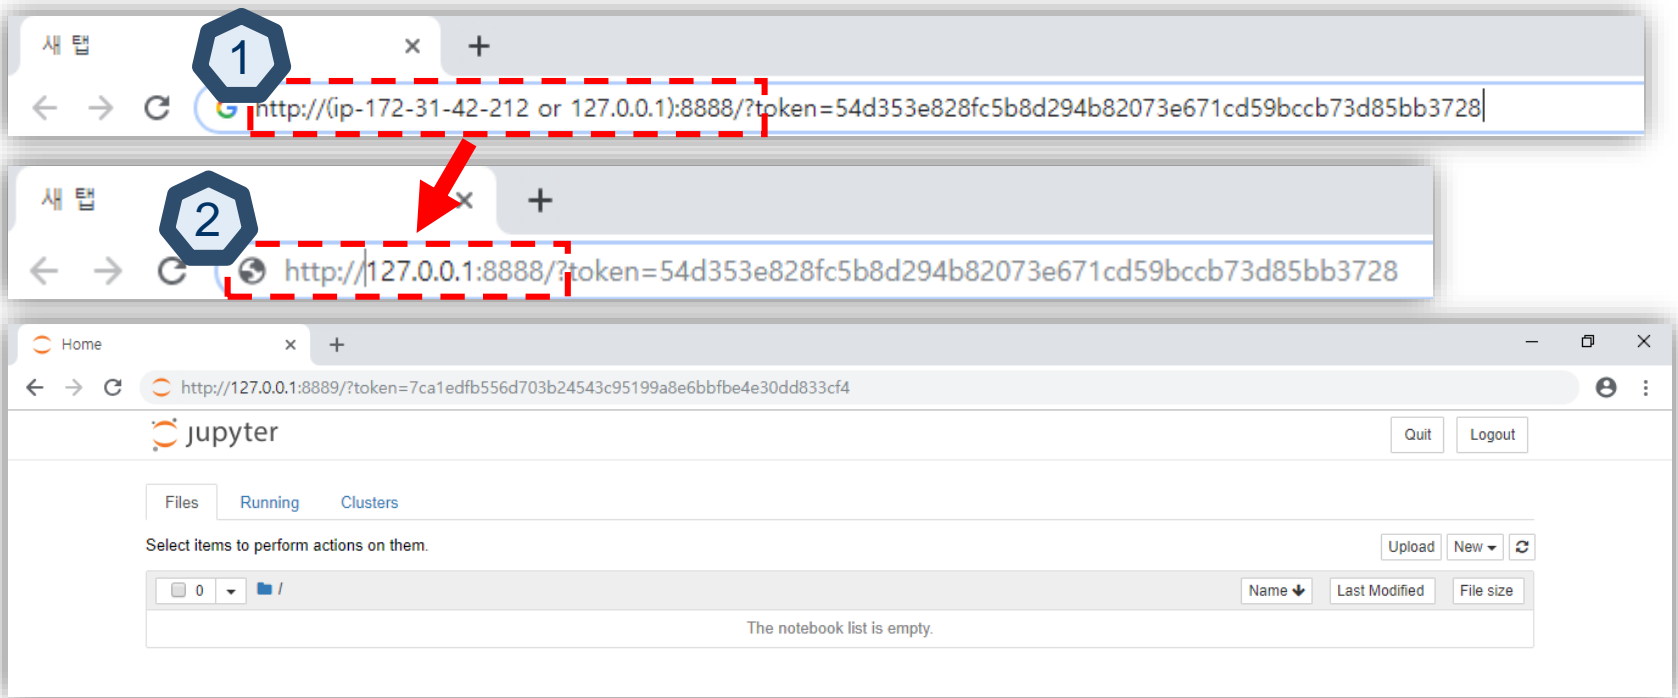 새 탭
1
http://(ip-172-31-42-212 or 127.0.0.1):8888/?token=54d353e828fc5b8d294b82073e671cd59bccb73d85bb3728
새 탭
2
http://127.0.0.1:8888/?token=54d353e828fc5b8d294b82073e671cd59bccb73d85bb3728
Home
http://127.0.0.1:8889/?token=7ca1edfb556d703b24543c95199a8e6bbfbe4e30dd833cf4
jupyter Quit Logout
Files Running Clusters
Select items to perform actions on them. Upload New
0 / Name Last Modified File size
The notebook list is empty.